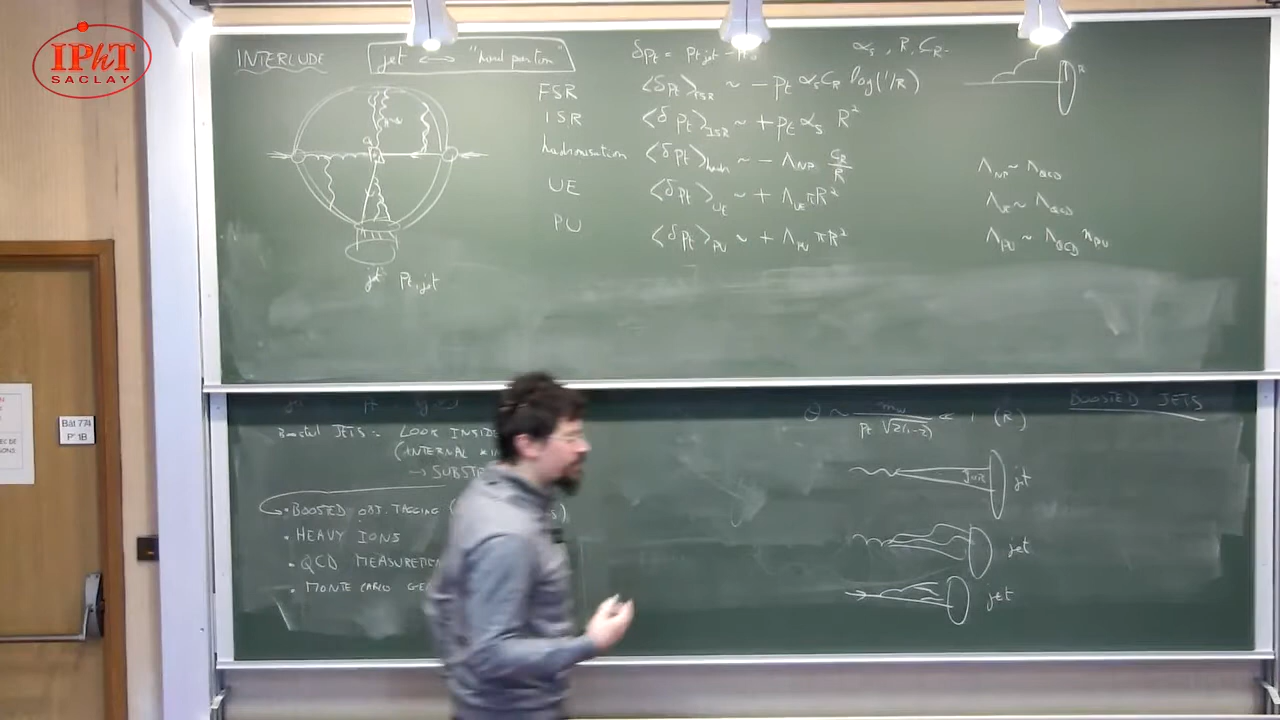 IPhT
SACLAY
INTERLUDE
jet ⟷ "hard parton"
δpt = pt,jet −
αs, R, CR
FSR ⟨δpt⟩FSR ~ − pt αs CR log(1/R)
R
ISR ⟨δpt⟩ISR ~ + pt αs R²
hadronisation ⟨δpt⟩hadr ~ − ΛNP CR/R
ΛNP ~ ΛQCD
UE ⟨δpt⟩UE ~ + ΛUE πR²
ΛUE ~ ΛQCD
PU ⟨δpt⟩PU ~ + ΛPU πR²
ΛPU ~ ΛQCD nPU
jet pt,jet
BOOSTED JETS
θ ~ mW / pt √z(1-z) ≪ 1 (R)
Boosted JETS: LOOK INSIDE
(INTERNAL
→ SUBST
• BOOSTED OBJ. TAGGING (
• HEAVY IONS
• QCD MEASUREMEN
• MONTE CARLO GE
jet
jet
jet
Bât 774
P 1B